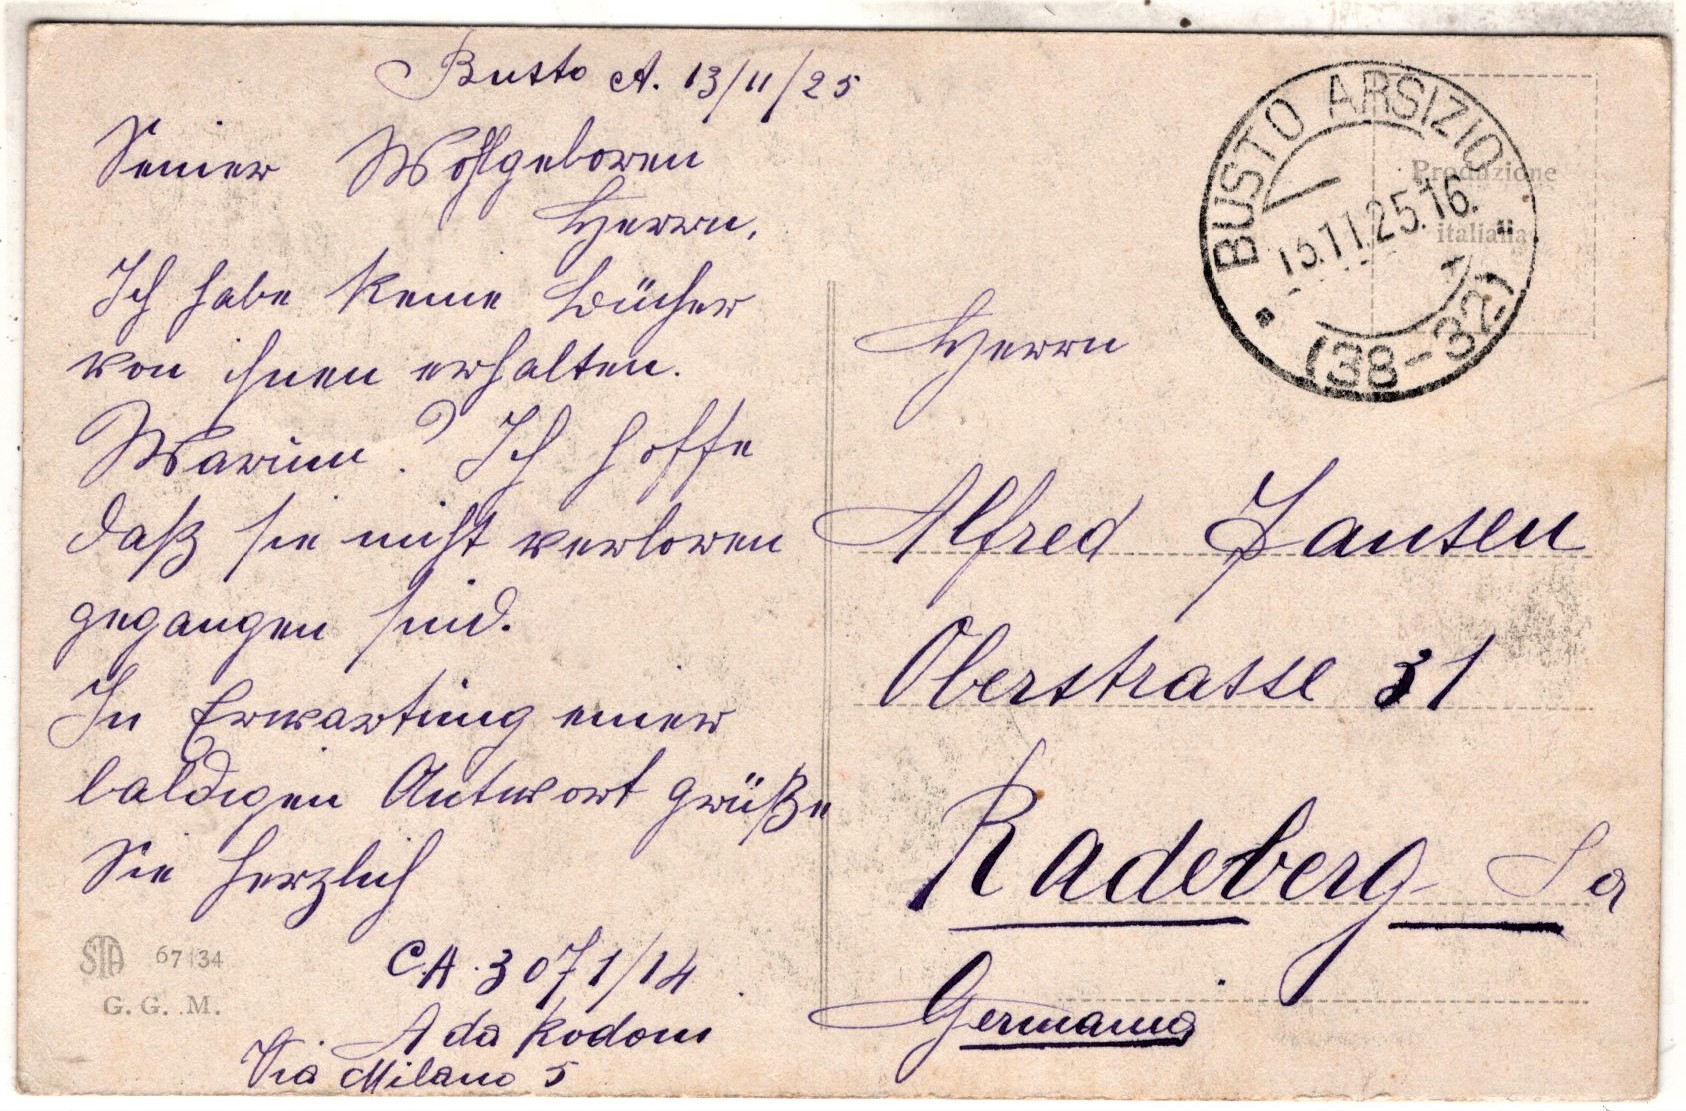 Busto A. 13/11/25
Seiner Wohlgeboren
Herrn,
Ich habe keine Bücher
von ihnen erhalten.
Warum? Ich hoffe
daß sie nicht verloren
gegangen sind.
In Erwartung einer
baldigen Antwort grüße
Sie herzlich
CA. 3071/14
Ada Rodoni
Via Milano 5
STA 67134
G. G. M.
BUSTO ARSIZIO
13.11.25.16.
(38-32)
Produzione
italiana
Herrn
Alfred Jansen
Oberstrasse 31
Radeberg Sa
Germania